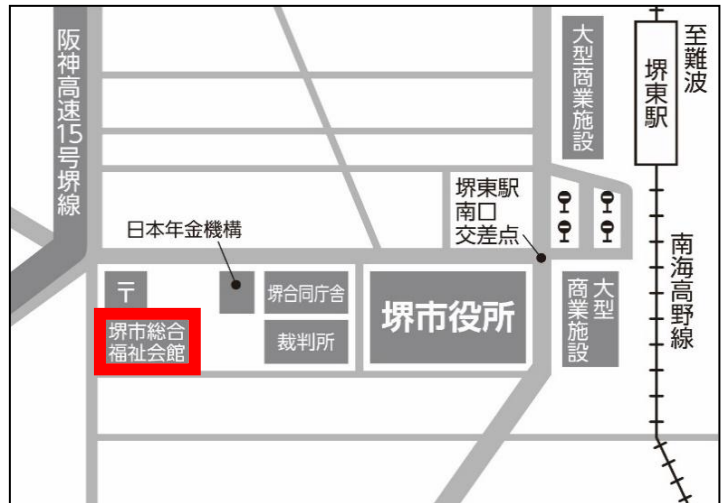 阪神高速15号堺線
大型商業施設
至難波
堺東駅
堺東駅
南口
交差点
日本年金機構
南海高野線
〒
堺合同庁舎
堺市役所
大型
商業施設
堺市総合
福祉会館
裁判所